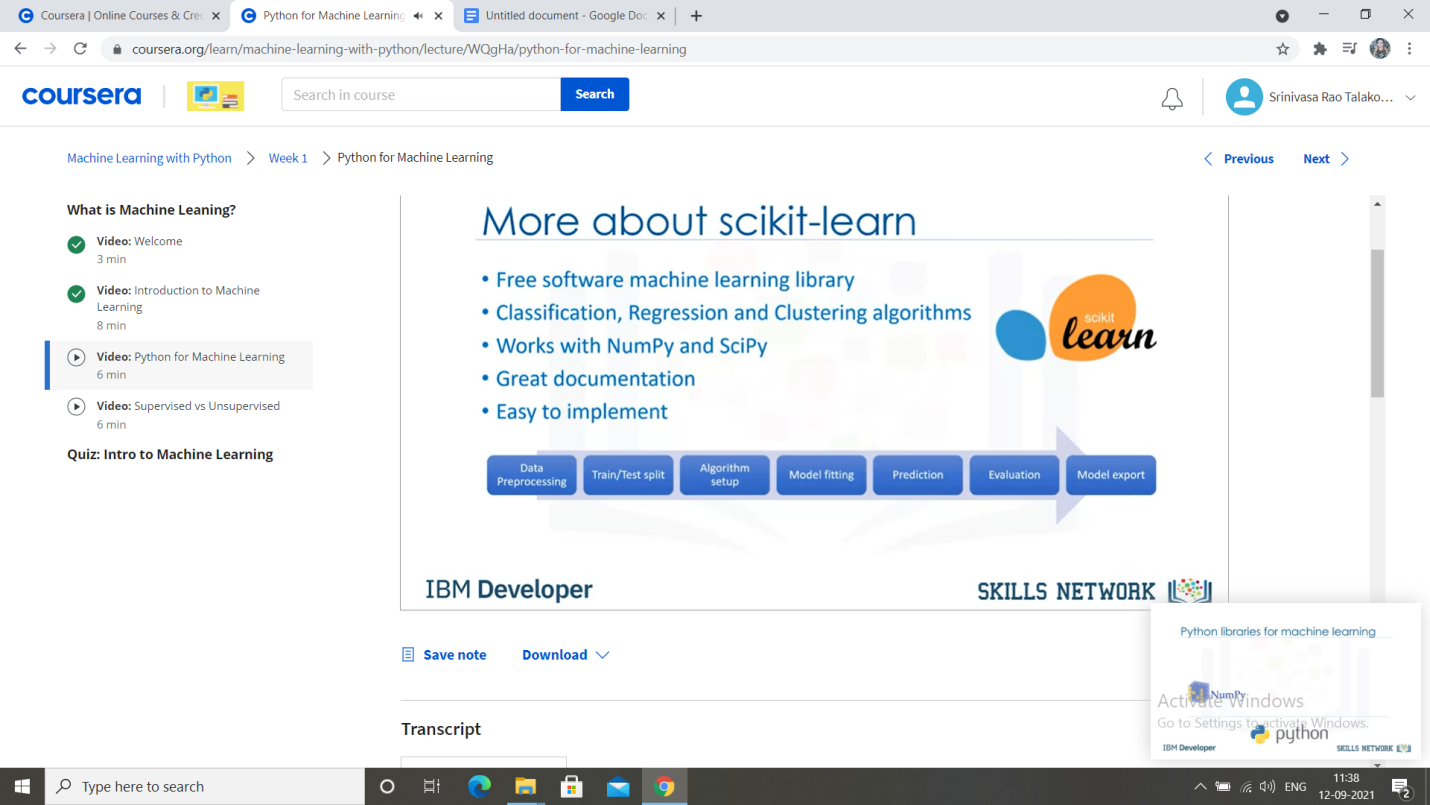 Coursera | Online Courses & Cred
Python for Machine Learning
Untitled document - Google Doc
coursera.org/learn/machine-learning-with-python/lecture/WQgHa/python-for-machine-learning
coursera
Search in course
Search
Srinivasa Rao Talako...
Machine Learning with Python
Week 1
Python for Machine Learning
Previous
Next
What is Machine Leaning?
Video: Welcome
3 min
Video: Introduction to Machine
Learning
8 min
Video: Python for Machine Learning
6 min
Video: Supervised vs Unsupervised
6 min
Quiz: Intro to Machine Learning
More about scikit-learn
• Free software machine learning library
• Classification, Regression and Clustering algorithms
• Works with NumPy and SciPy
• Great documentation
• Easy to implement
scikit
learn
Data
Preprocessing
Train/Test split
Algorithm
setup
Model fitting
Prediction
Evaluation
Model export
IBM Developer
SKILLS NETWORK
Save note
Download
Transcript
Python libraries for machine learning
NumPy
Activate Windows
Go to Settings to activate Windows.
python
IBM Developer
SKILLS NETWORK
Type here to search
ENG
11:38
12-09-2021
2